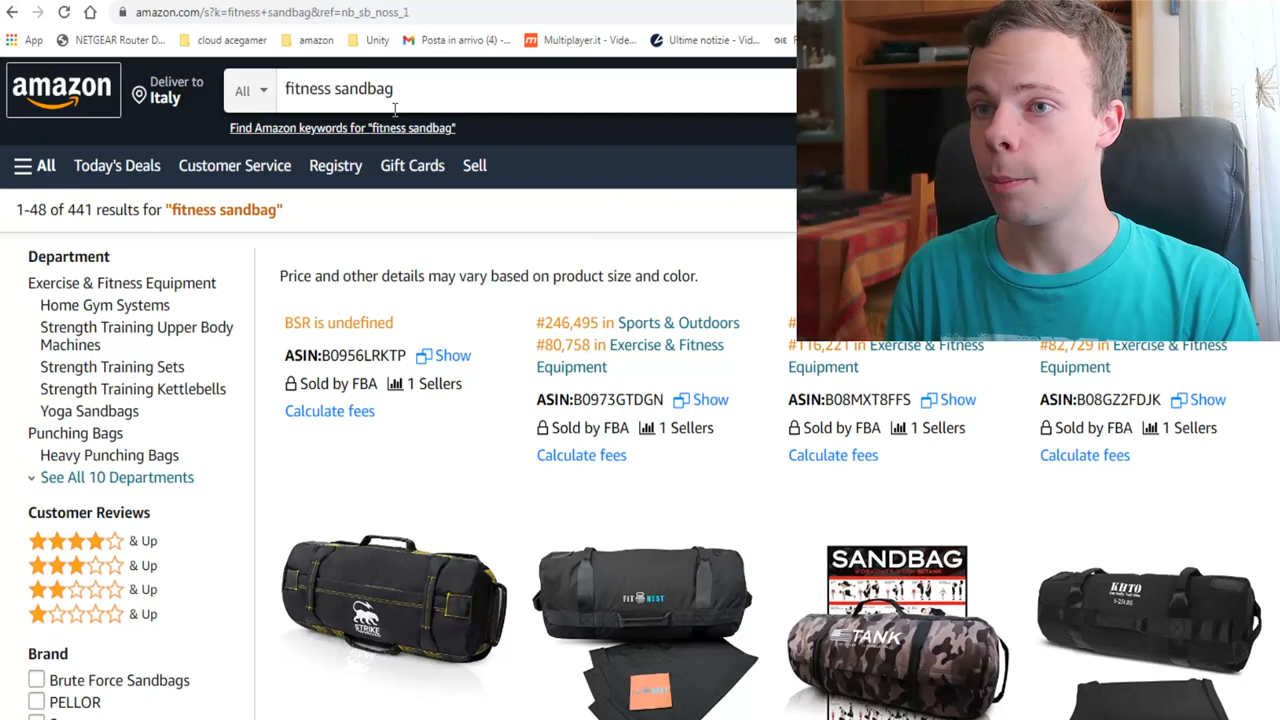 amazon.com/s?k=fitness+sandbag&ref=nb_sb_noss_1
App NETGEAR Router D... cloud acegamer amazon Unity Posta in arrivo (4) -... Multiplayer.it - Vide... Ultime notizie - Vid...
amazon
Deliver to
Italy
All
fitness sandbag
Find Amazon keywords for "fitness sandbag"
All Today's Deals Customer Service Registry Gift Cards Sell
1-48 of 441 results for "fitness sandbag"
Department
Exercise & Fitness Equipment
Home Gym Systems
Strength Training Upper Body
Machines
Strength Training Sets
Strength Training Kettlebells
Yoga Sandbags
Punching Bags
Heavy Punching Bags
See All 10 Departments
Customer Reviews
& Up
& Up
& Up
& Up
Brand
Brute Force Sandbags
PELLOR
Price and other details may vary based on product size and color.
BSR is undefined
ASIN:B0956LRKTP Show
Sold by FBA 1 Sellers
Calculate fees
#246,495 in Sports & Outdoors
#80,758 in Exercise & Fitness
Equipment
ASIN:B0973GTDGN Show
Sold by FBA 1 Sellers
Calculate fees
#116,221 in Exercise & Fitness
Equipment
ASIN:B08MXT8FFS Show
Sold by FBA 1 Sellers
Calculate fees
#82,729 in Exercise & Fitness
Equipment
ASIN:B08GZ2FDJK Show
Sold by FBA 1 Sellers
Calculate fees
STRIKE
FIT NEST
SANDBAG
TANK
KHTO
5-25LBS